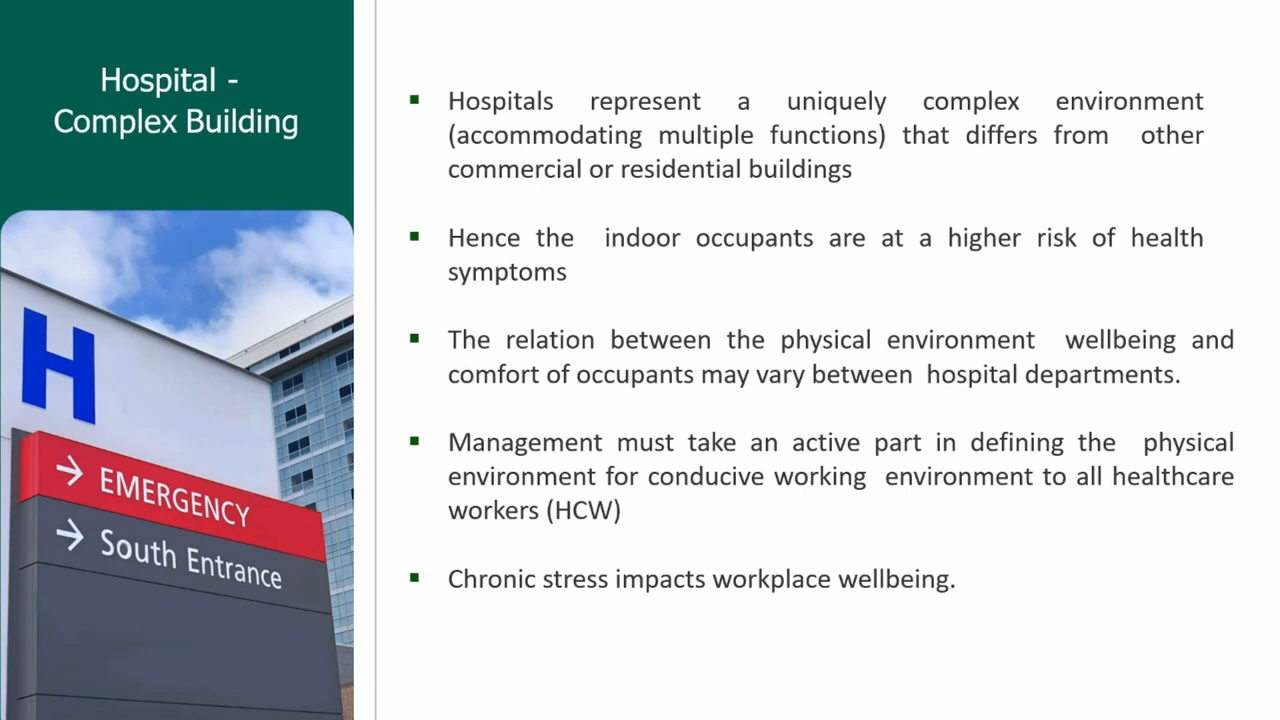 Hospital -
Complex Building
H
EMERGENCY
South Entrance
Hospitals represent a uniquely complex environment
(accommodating multiple functions) that differs from other
commercial or residential buildings
Hence the indoor occupants are at a higher risk of health
symptoms
The relation between the physical environment wellbeing and
comfort of occupants may vary between hospital departments.
Management must take an active part in defining the physical
environment for conducive working environment to all healthcare
workers (HCW)
Chronic stress impacts workplace wellbeing.